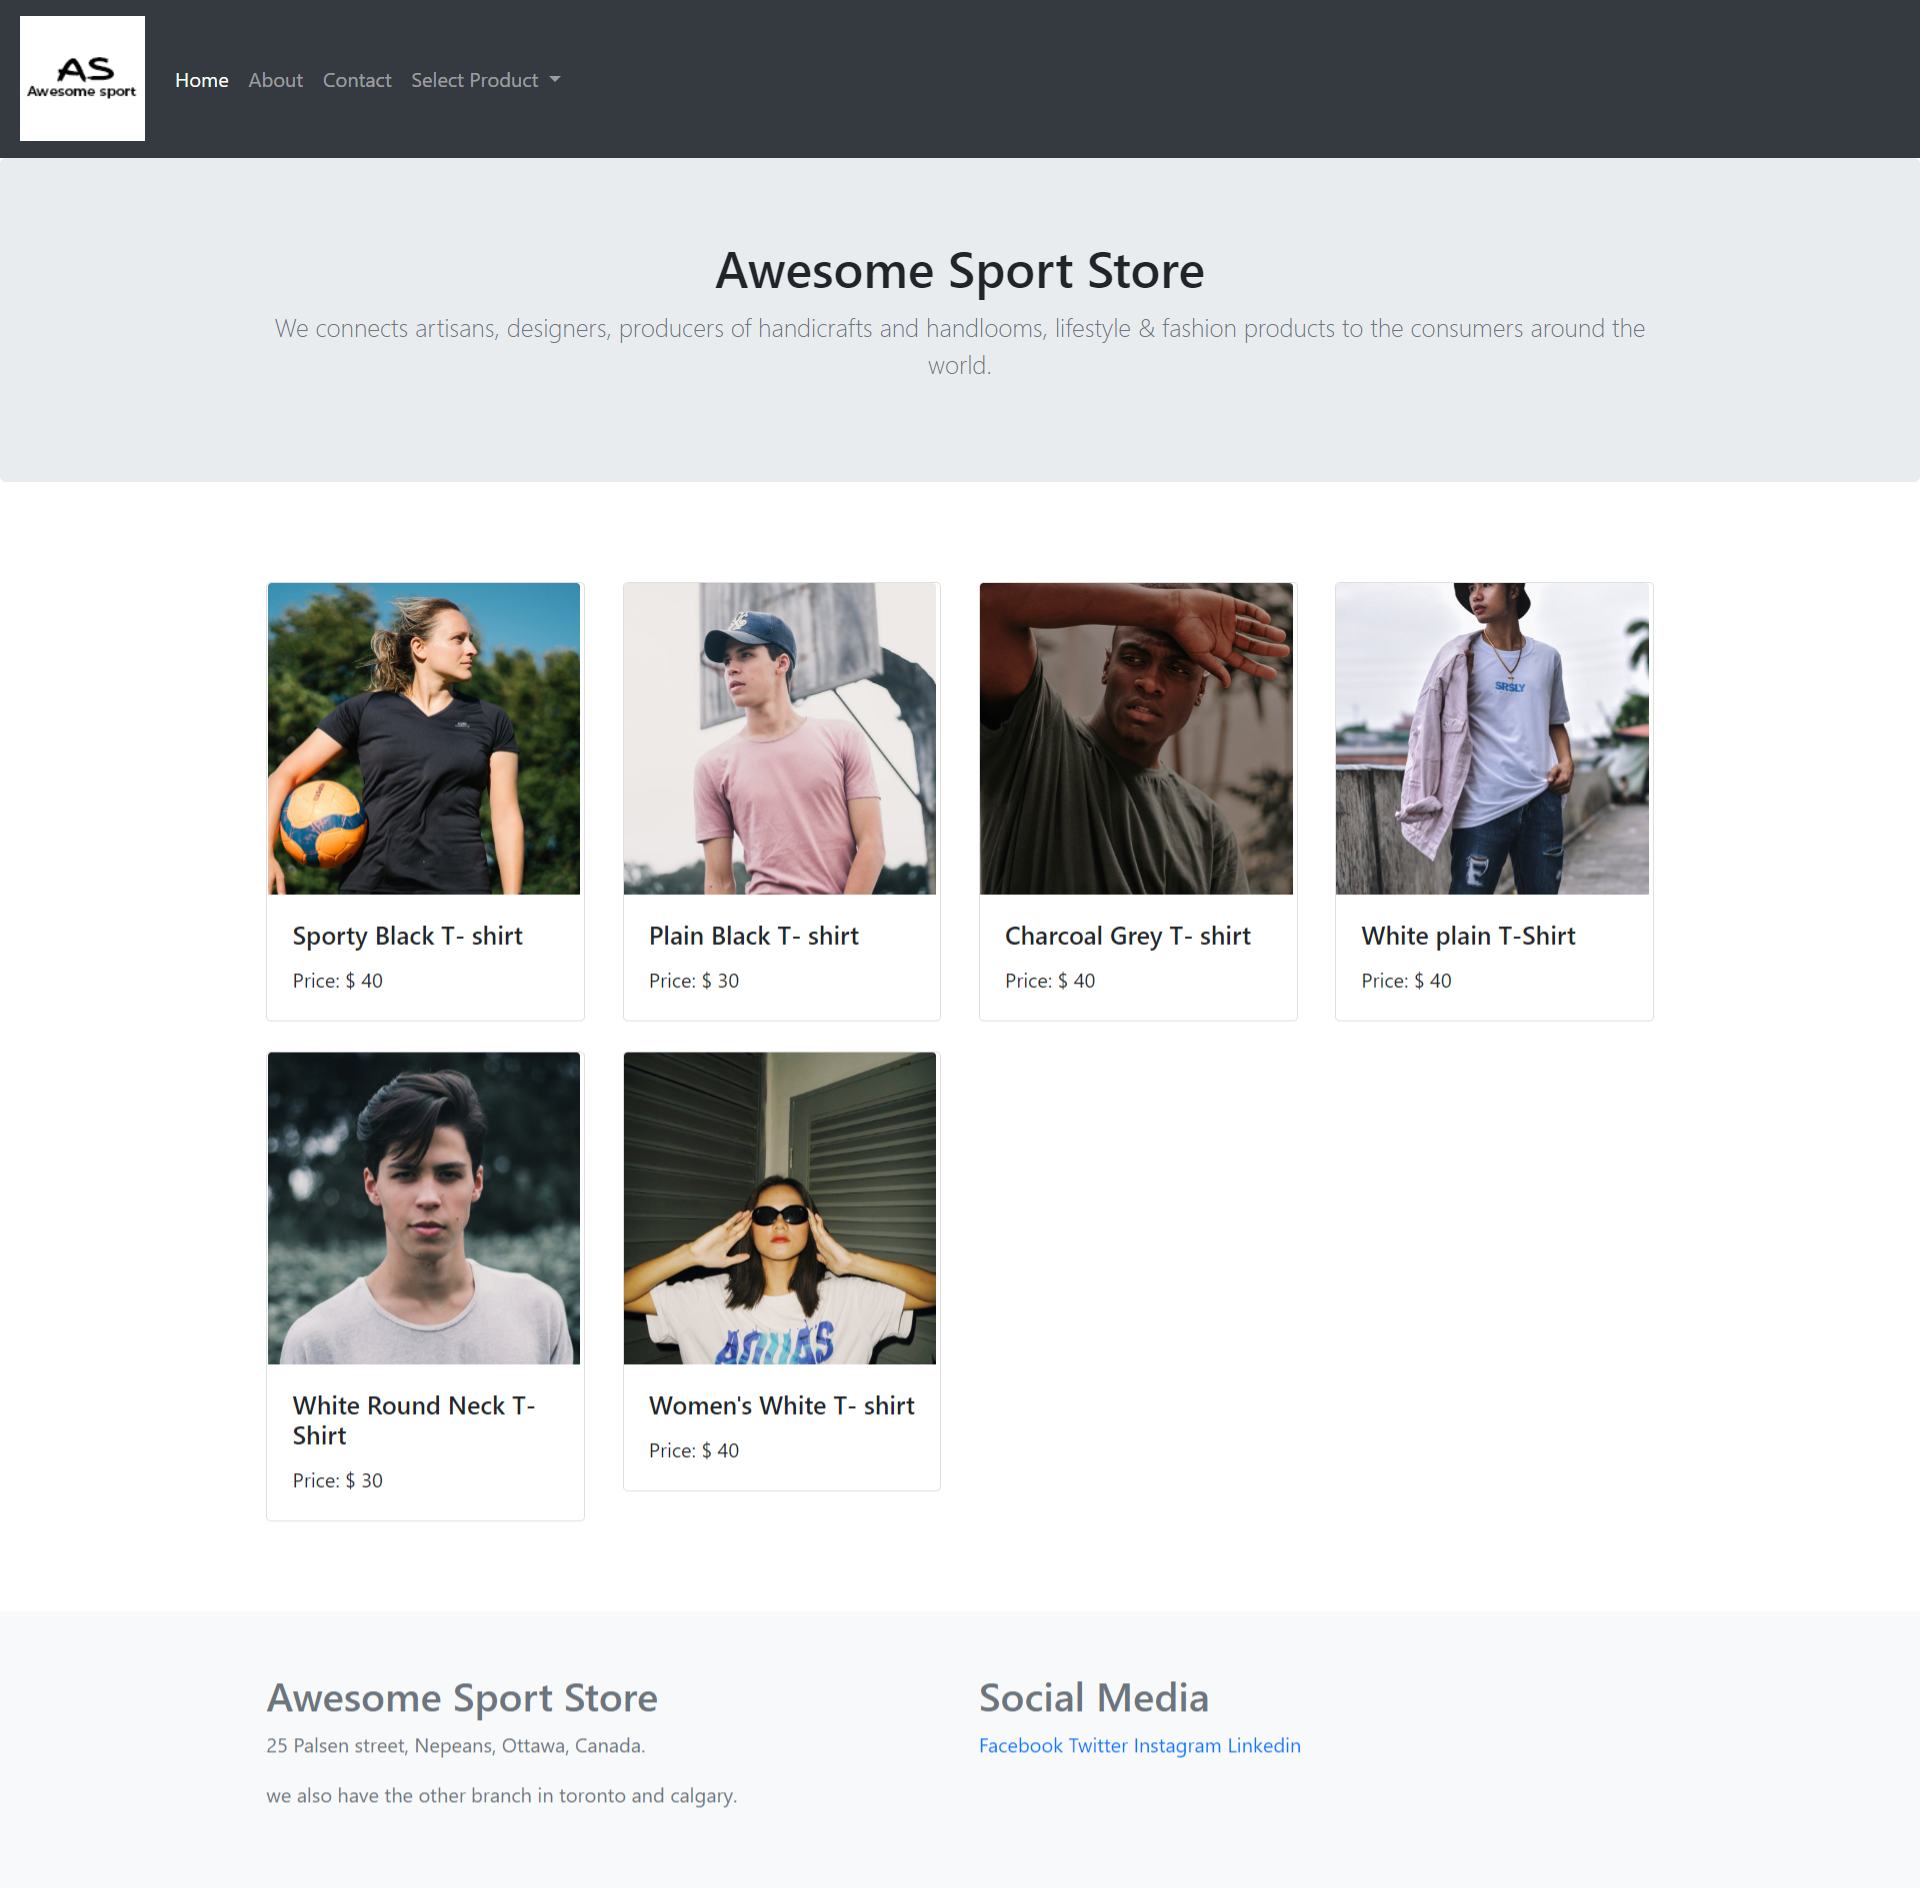 AS
Awesome sport
Home About Contact Select Product
Awesome Sport Store
We connects artisans, designers, producers of handicrafts and handlooms, lifestyle & fashion products to the consumers around the
world.
SRSLY
Sporty Black T- shirt
Price: $ 40
Plain Black T- shirt
Price: $ 30
Charcoal Grey T- shirt
Price: $ 40
White plain T-Shirt
Price: $ 40
White Round Neck T-
Shirt
Price: $ 30
Women's White T- shirt
Price: $ 40
Awesome Sport Store
25 Palsen street, Nepeans, Ottawa, Canada.
we also have the other branch in toronto and calgary.
Social Media
Facebook Twitter Instagram Linkedin